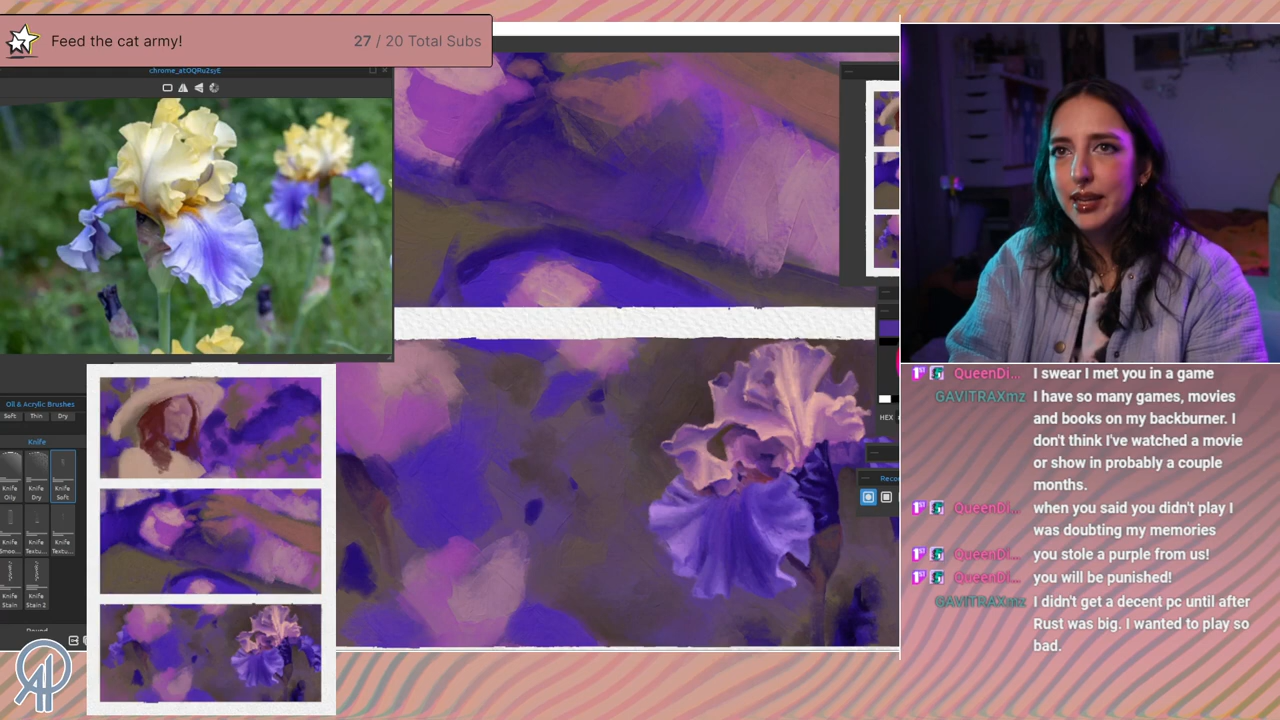 Feed the cat army!
27 / 20 Total Subs
chrome_atOQRu2syE
Oil & Acrylic Brushes
Soft Thin Dry
Knife
Knife Oily Knife Dry Knife Soft
Knife Smoo... Knife Textu... Knife Textu...
Knife Stain Knife Stain 2
HEX
QueenDi... I swear I met you in a game
GAVITRAXmz I have so many games, movies
and books on my backburner. I
don't think I've watched a movie
or show in probably a couple
months.
QueenDi... when you said you didn't play I
was doubting my memories
QueenDi... you stole a purple from us!
QueenDi... you will be punished!
GAVITRAXmz I didn't get a decent pc until after
Rust was big. I wanted to play so
bad.